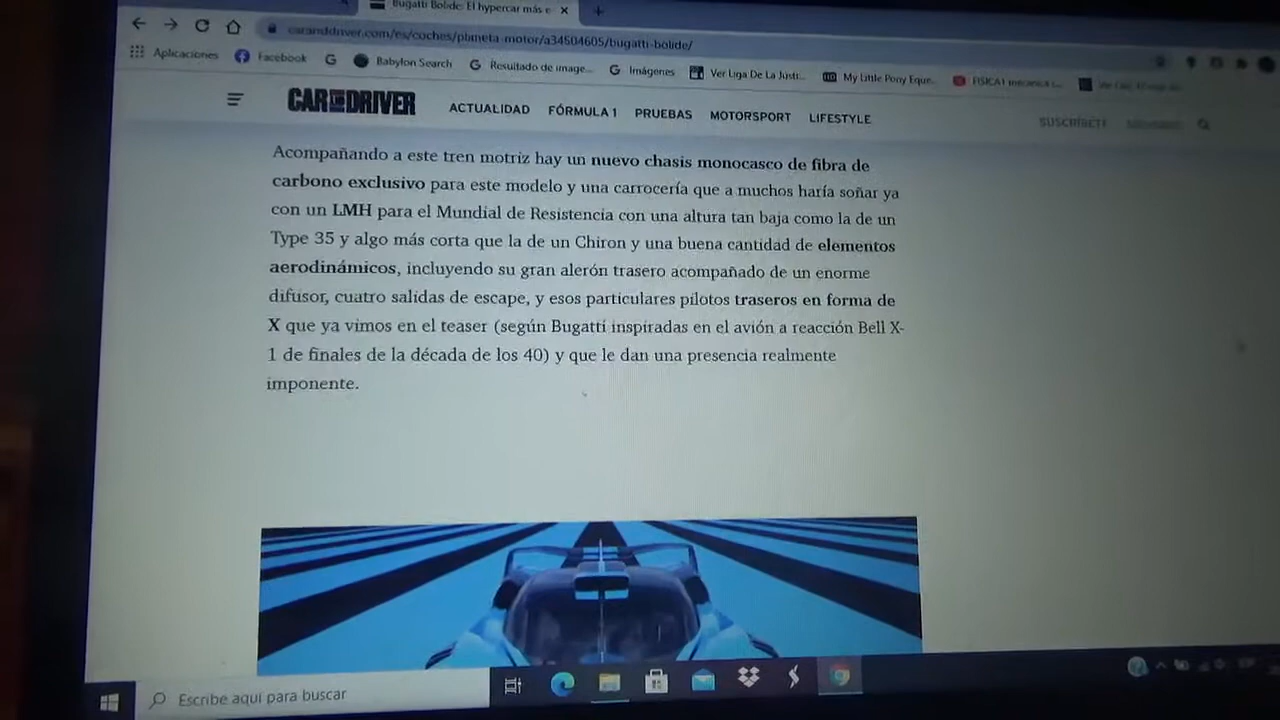 Bugatti Bolide: El hypercar más e
caranddriver.com/es/coches/planeta-motor/a34504605/bugatti-bolide/
Aplicaciones Facebook Babylon Search Resultado de image... Imágenes Ver Liga De La Justi... My Little Pony Eque...
CAR AND DRIVER ACTUALIDAD FÓRMULA 1 PRUEBAS MOTORSPORT LIFESTYLE SUSCRÍBETE
Acompañando a este tren motriz hay un nuevo chasis monocasco de fibra de
carbono exclusivo para este modelo y una carrocería que a muchos haría soñar ya
con un LMH para el Mundial de Resistencia con una altura tan baja como la de un
Type 35 y algo más corta que la de un Chiron y una buena cantidad de elementos
aerodinámicos, incluyendo su gran alerón trasero acompañado de un enorme
difusor, cuatro salidas de escape, y esos particulares pilotos traseros en forma de
X que ya vimos en el teaser (según Bugatti inspiradas en el avión a reacción Bell X-
1 de finales de la década de los 40) y que le dan una presencia realmente
imponente.
Escribe aquí para buscar